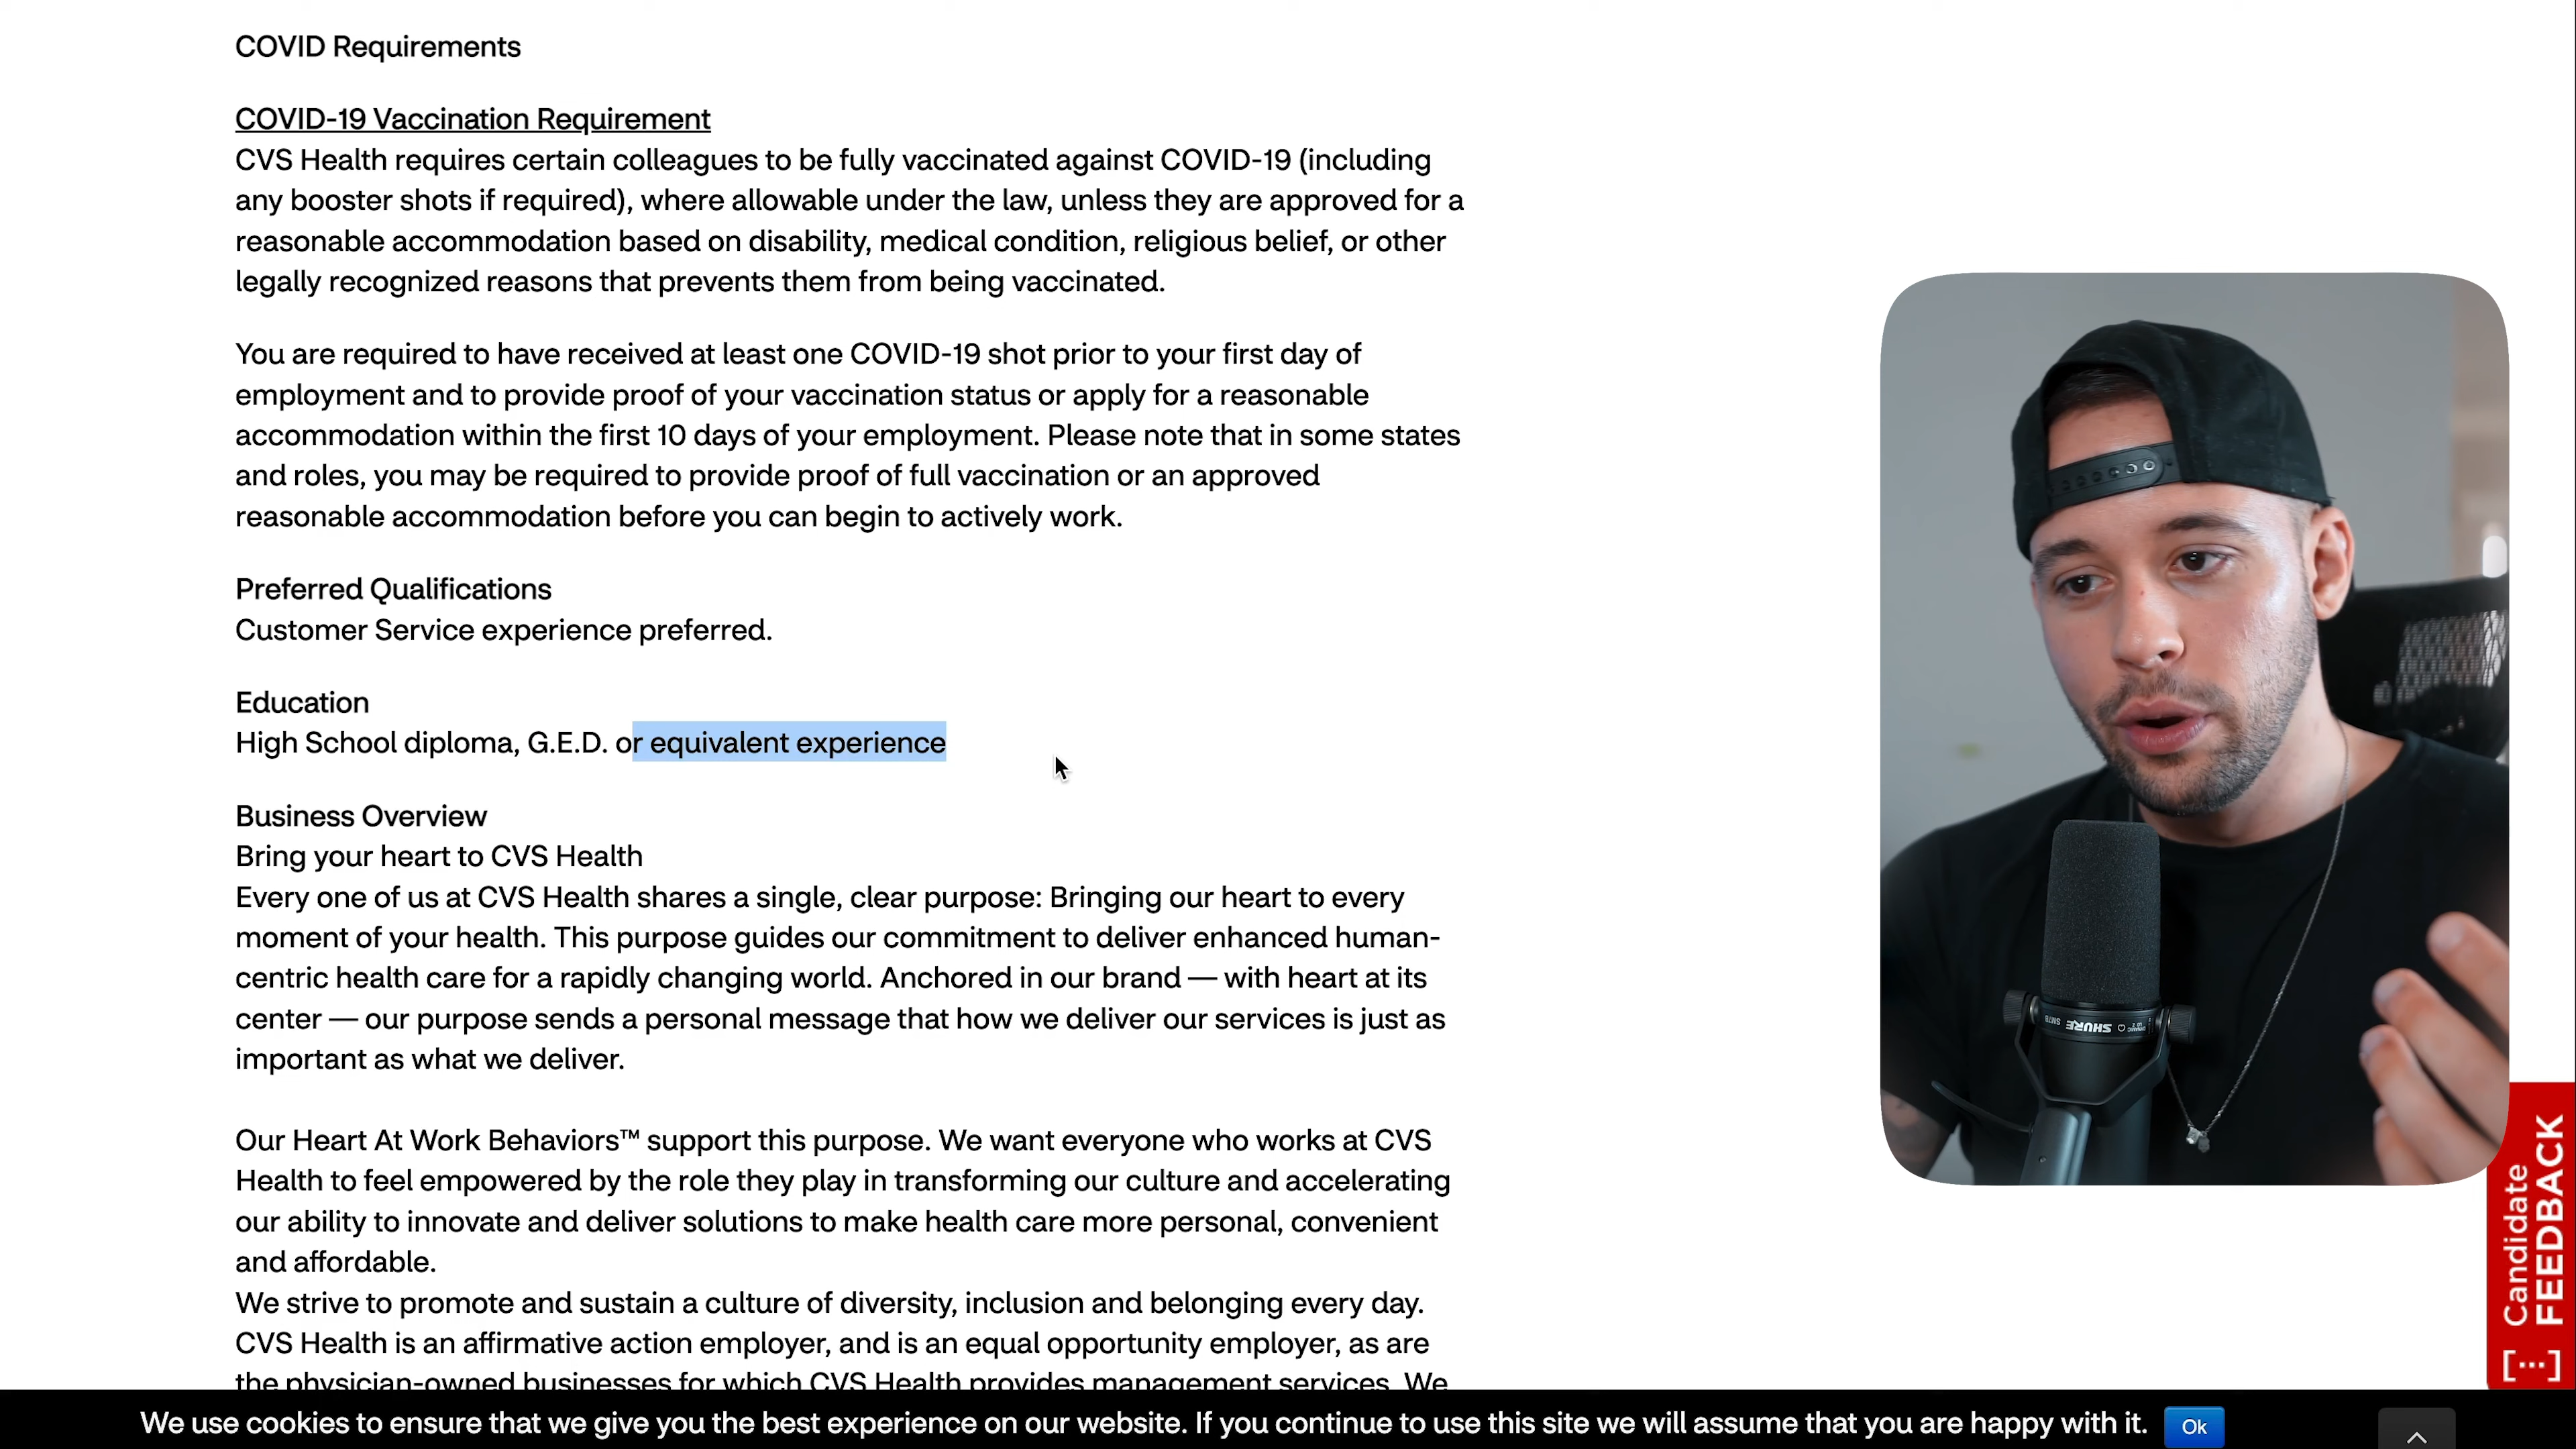 COVID Requirements
COVID-19 Vaccination Requirement
CVS Health requires certain colleagues to be fully vaccinated against COVID-19 (including
any booster shots if required), where allowable under the law, unless they are approved for a
reasonable accommodation based on disability, medical condition, religious belief, or other
legally recognized reasons that prevents them from being vaccinated.
You are required to have received at least one COVID-19 shot prior to your first day of
employment and to provide proof of your vaccination status or apply for a reasonable
accommodation within the first 10 days of your employment. Please note that in some states
and roles, you may be required to provide proof of full vaccination or an approved
reasonable accommodation before you can begin to actively work.
Preferred Qualifications
Customer Service experience preferred.
Education
High School diploma, G.E.D. or equivalent experience
Business Overview
Bring your heart to CVS Health
Every one of us at CVS Health shares a single, clear purpose: Bringing our heart to every
moment of your health. This purpose guides our commitment to deliver enhanced human-
centric health care for a rapidly changing world. Anchored in our brand — with heart at its
center — our purpose sends a personal message that how we deliver our services is just as
important as what we deliver.
Our Heart At Work Behaviors™ support this purpose. We want everyone who works at CVS
Health to feel empowered by the role they play in transforming our culture and accelerating
our ability to innovate and deliver solutions to make health care more personal, convenient
and affordable.
We strive to promote and sustain a culture of diversity, inclusion and belonging every day.
CVS Health is an affirmative action employer, and is an equal opportunity employer, as are
the physician-owned businesses for which CVS Health provides management services. We
SHURE SM7B
Candidate
FEEDBACK
[...]
We use cookies to ensure that we give you the best experience on our website. If you continue to use this site we will assume that you are happy with it.
Ok